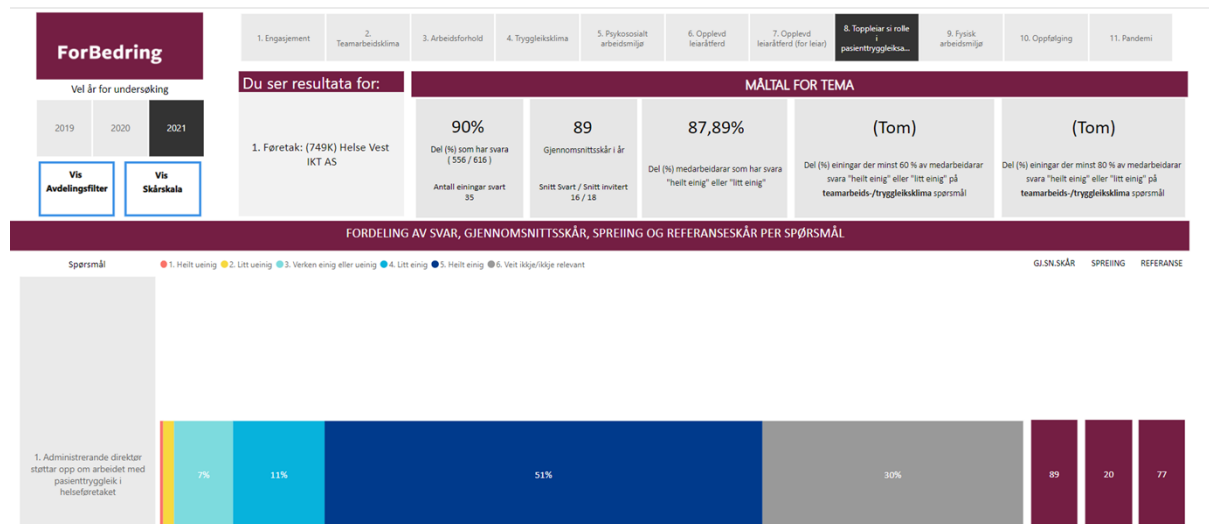 ForBedring
Vel år for undersøking
2019
2020
2021
Vis
Avdelingsfilter
Vis
Skårskala
1. Engasjement
2.
Teamarbeidsklima
3. Arbeidsforhold
4. Tryggleiksklima
5. Psykososialt
arbeidsmiljø
6. Opplevd
leiaråtferd
7. Opplevd
leiaråtferd (for leiar)
8. Toppleiar si rolle
i
pasienttryggleiksa...
9. Fysisk
arbeidsmiljø
10. Oppfølging
11. Pandemi
Du ser resultata for:
1. Føretak: (749K) Helse Vest
IKT AS
MÅLTAL FOR TEMA
90%
Del (%) som har svara
( 556 / 616 )
Antall einingar svart
35
89
Gjennomsnittsskår i år
Snitt Svart / Snitt invitert
16 / 18
87,89%
Del (%) medarbeidarar som har svara
"heilt einig" eller "litt einig"
(Tom)
Del (%) einingar der minst 60 % av medarbeidarar
svara "heilt einig" eller "litt einig" på
teamarbeids-/tryggleiksklima spørsmål
(Tom)
Del (%) einingar der minst 80 % av medarbeidarar
svara "heilt einig" eller "litt einig" på
teamarbeids-/tryggleiksklima spørsmål
FORDELING AV SVAR, GJENNOMSNITTSSKÅR, SPREIING OG REFERANSESKÅR PER SPØRSMÅL
Spørsmål
1. Heilt ueinig 2. Litt ueinig 3. Verken einig eller ueinig 4. Litt einig 5. Heilt einig 6. Veit ikkje/ikkje relevant
GJ.SN.SKÅR SPREIING REFERANSE
1. Administrerande direktør
støttar opp om arbeidet med
pasienttryggleik i
helseføretaket
7%
11%
51%
30%
89
20
77